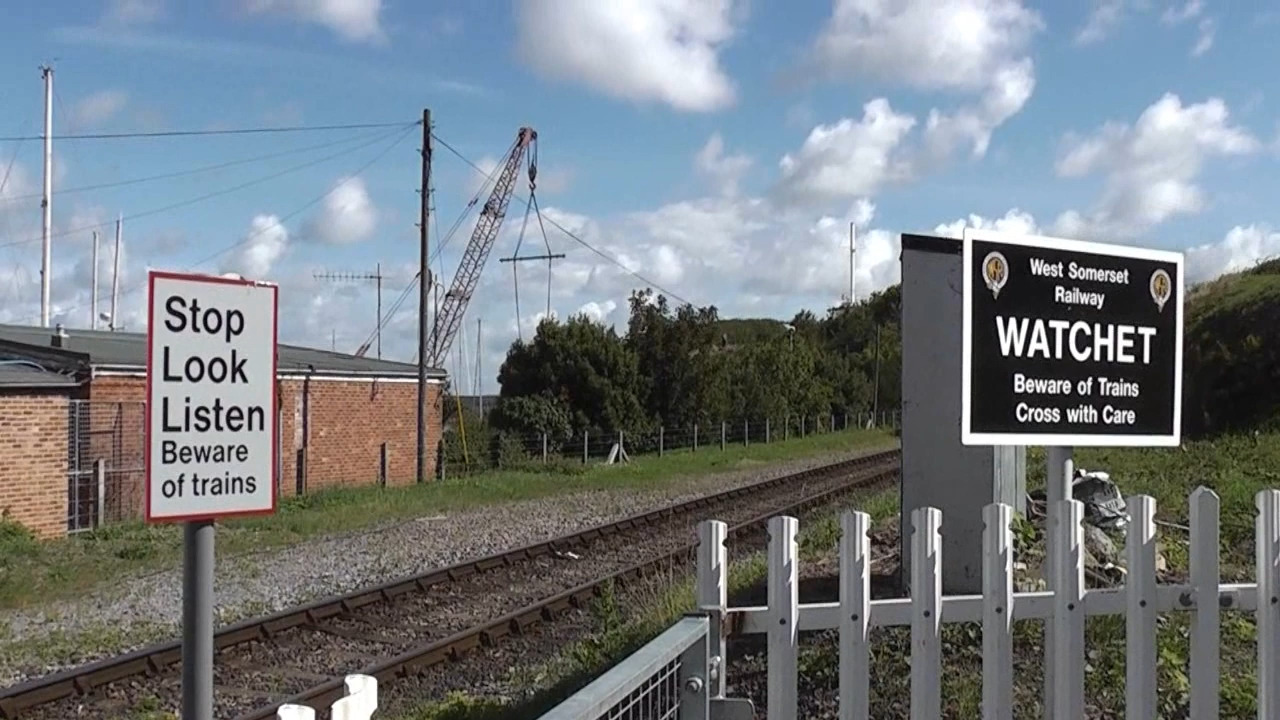 Stop
Look
Listen
Beware
of trains
West Somerset
Railway
WATCHET
Beware of Trains
Cross with Care